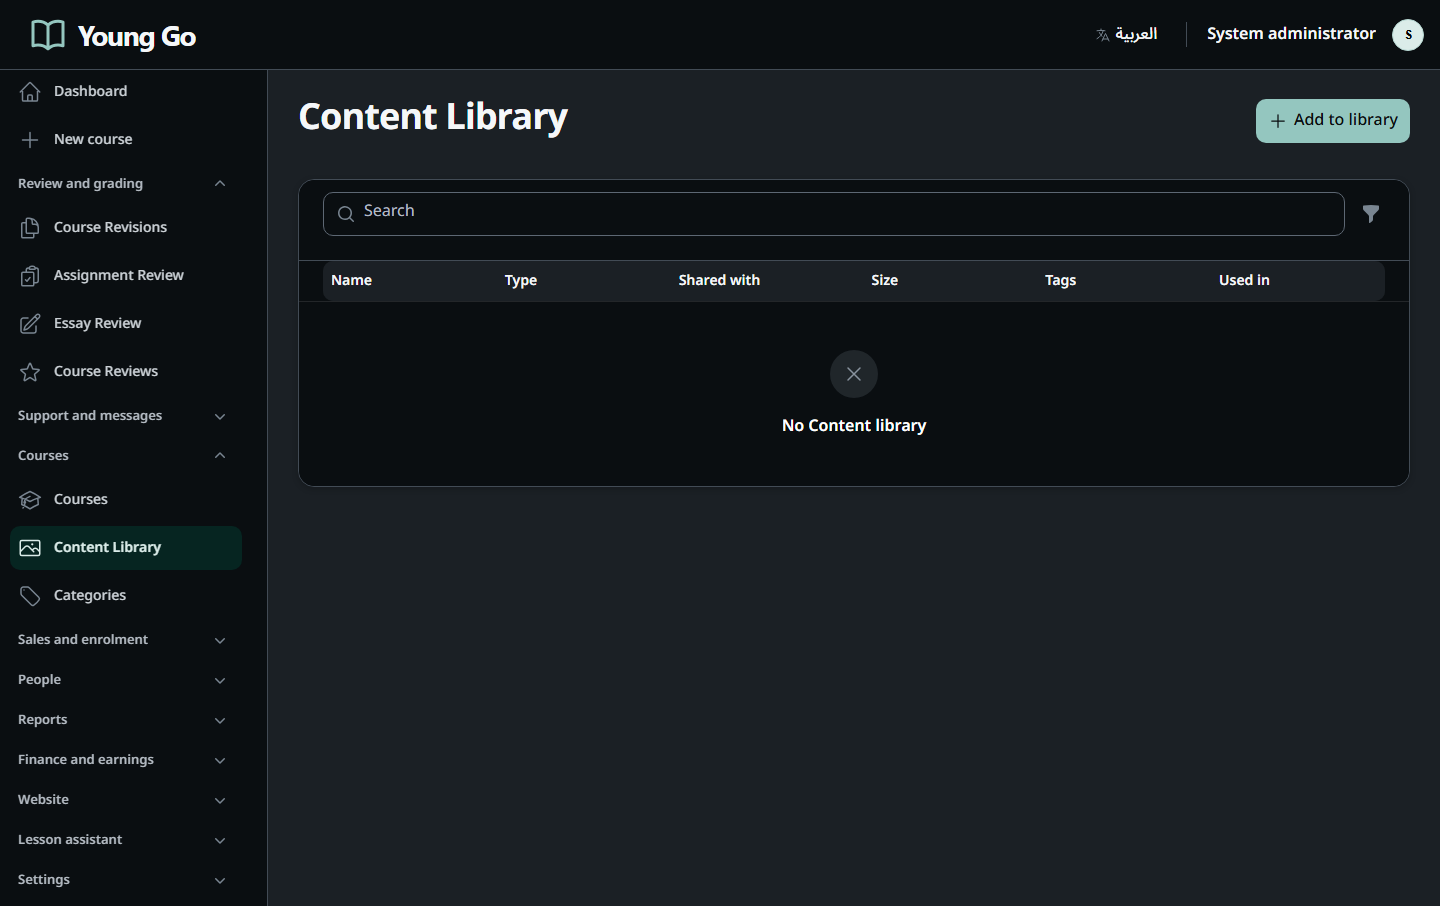 Young Go
العربية
System administrator
S
Dashboard
New course
Review and grading
Course Revisions
Assignment Review
Essay Review
Course Reviews
Support and messages
Courses
Courses
Content Library
Categories
Sales and enrolment
People
Reports
Finance and earnings
Website
Lesson assistant
Settings
Content Library
Add to library
Search
Name Type Shared with Size Tags Used in
No Content library